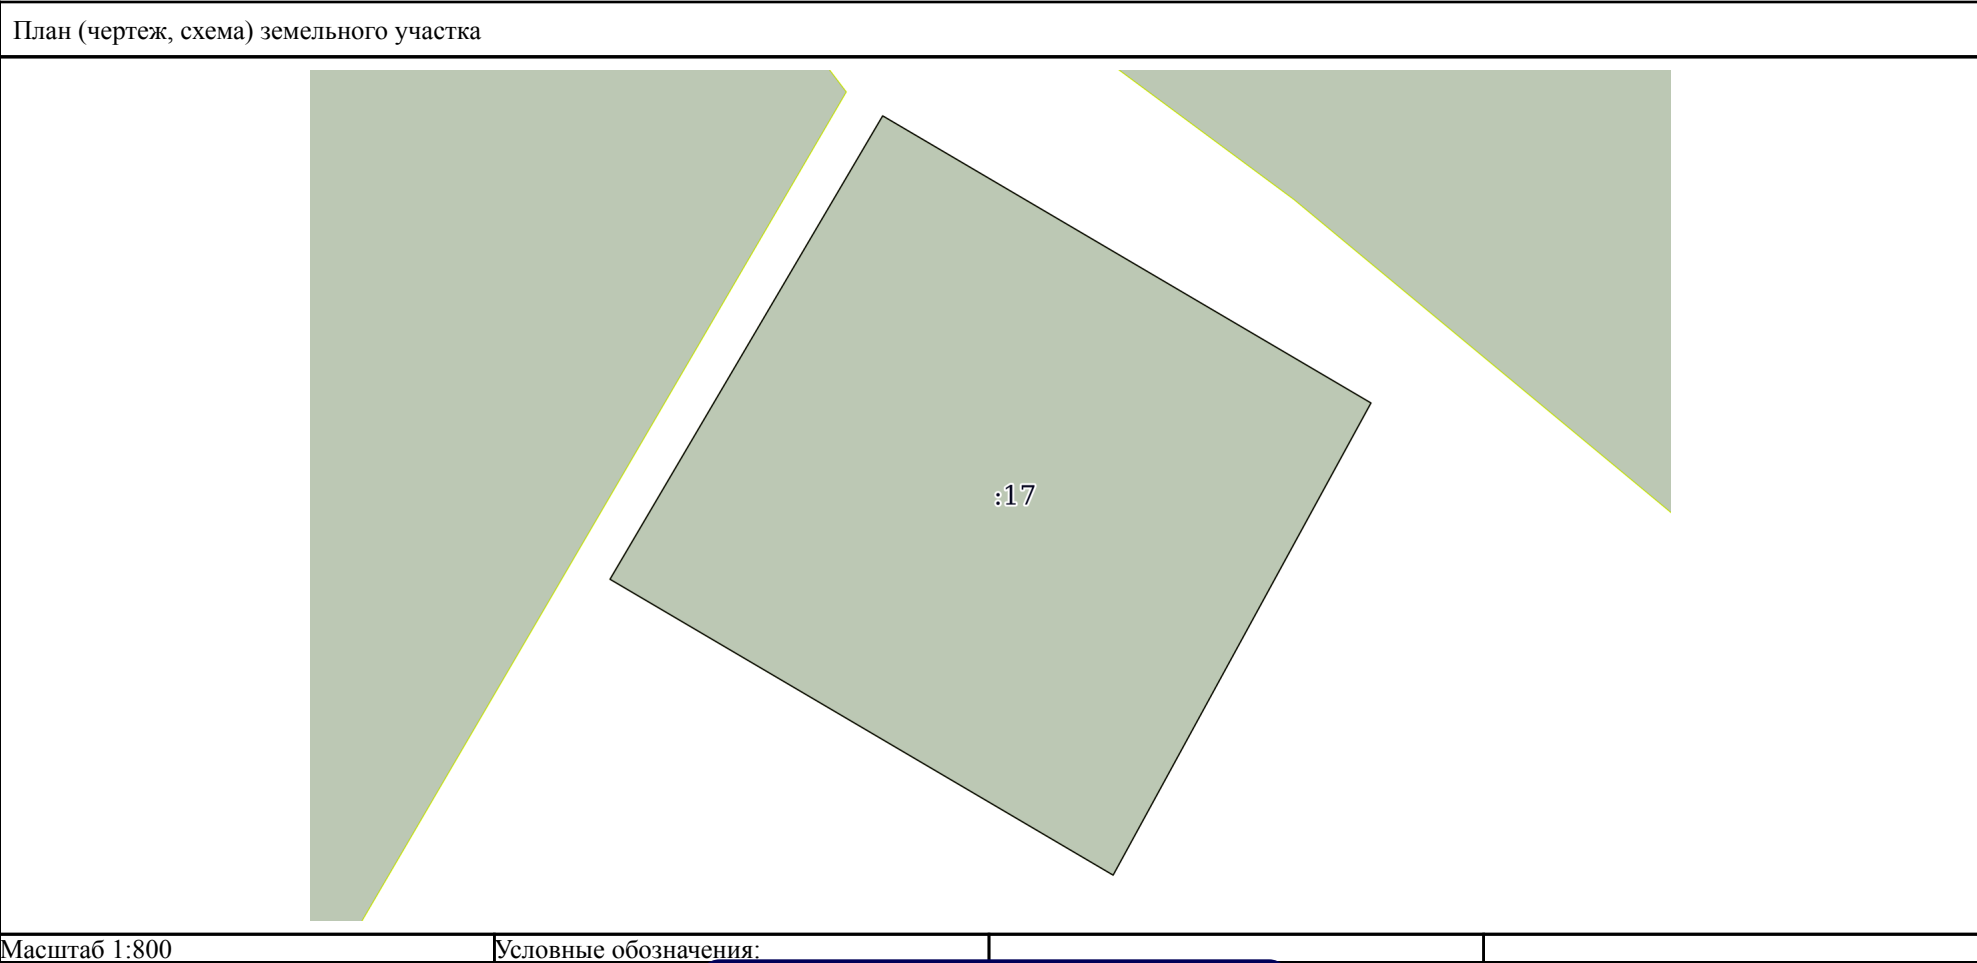 План (чертеж, схема) земельного участка
:17
Масштаб 1:800
Условные обозначения: